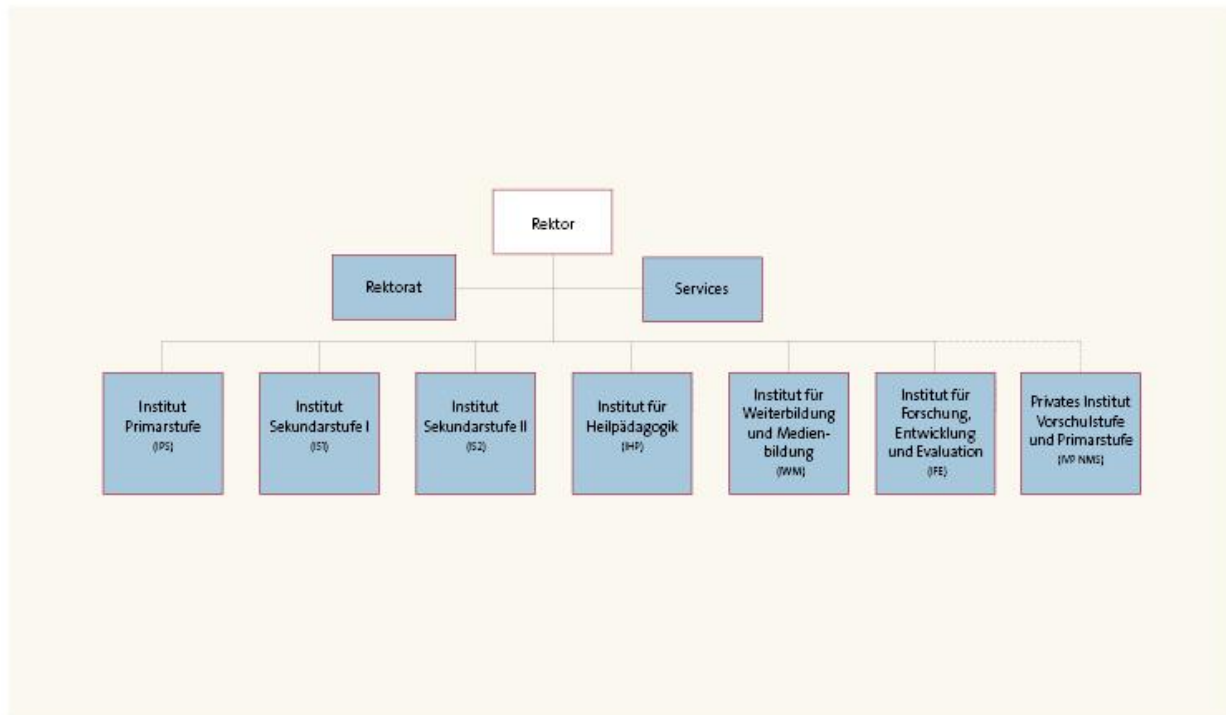 Rektor
Rektorat
Services
Institut
Primarstufe
(IPS)
Institut
Sekundarstufe I
(IS1)
Institut
Sekundarstufe II
(IS2)
Institut für
Heilpädagogik
(IHP)
Institut für
Weiterbildung
und Medien-
bildung
(IWM)
Institut für
Forschung,
Entwicklung
und Evaluation
(IFE)
Privates Institut
Vorschulstufe
und Primarstufe
(IVP NMS)